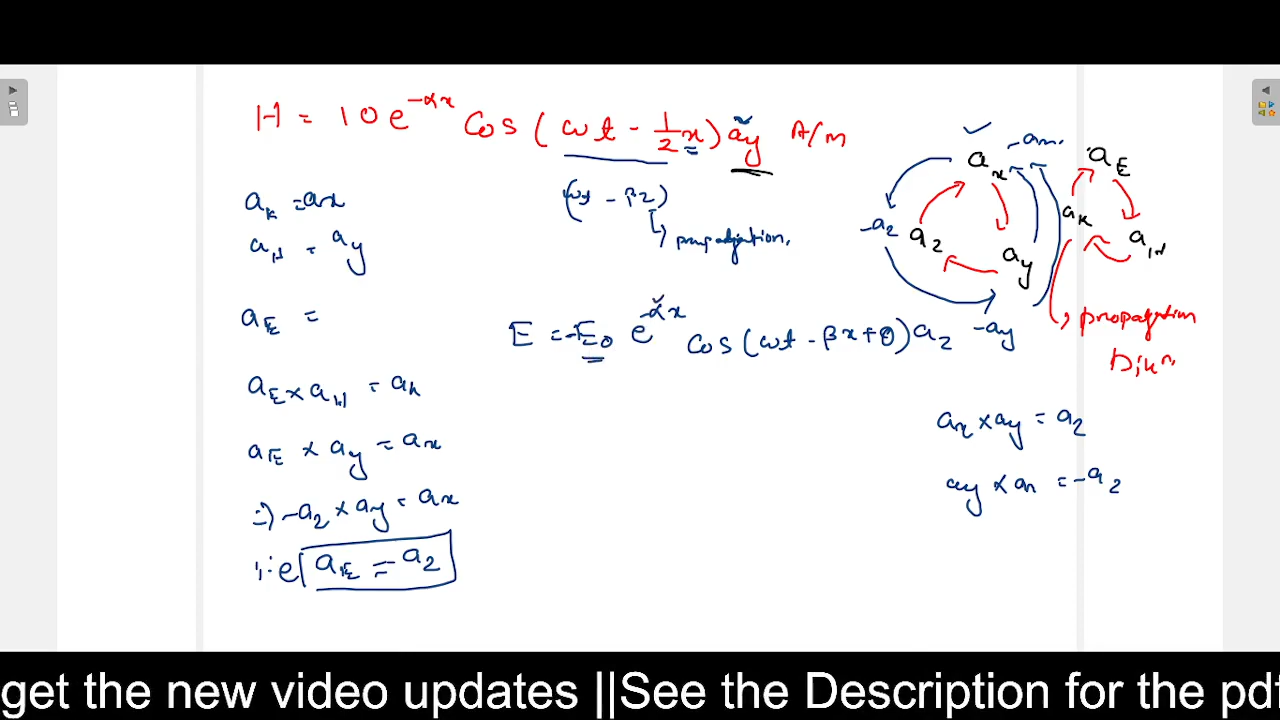 H = 10 e^{-αx} cos (ωt - 1/2 x) ay A/m
(ωt - βz)
propagation.
ak = ax
aH = ay
aE =
aE × aH = ak
aE × ay = ax
⇒ -az × ay = ax
i.e aE = -az
E = -E0 e^{-αx} cos (ωt - βx + θ) az
ax
-ax.
-az
az
ay
-ay
aE
ak
aH
propagation
ax × ay = az
ay × ax = -az
get the new video updates ||See the Description for the pdf